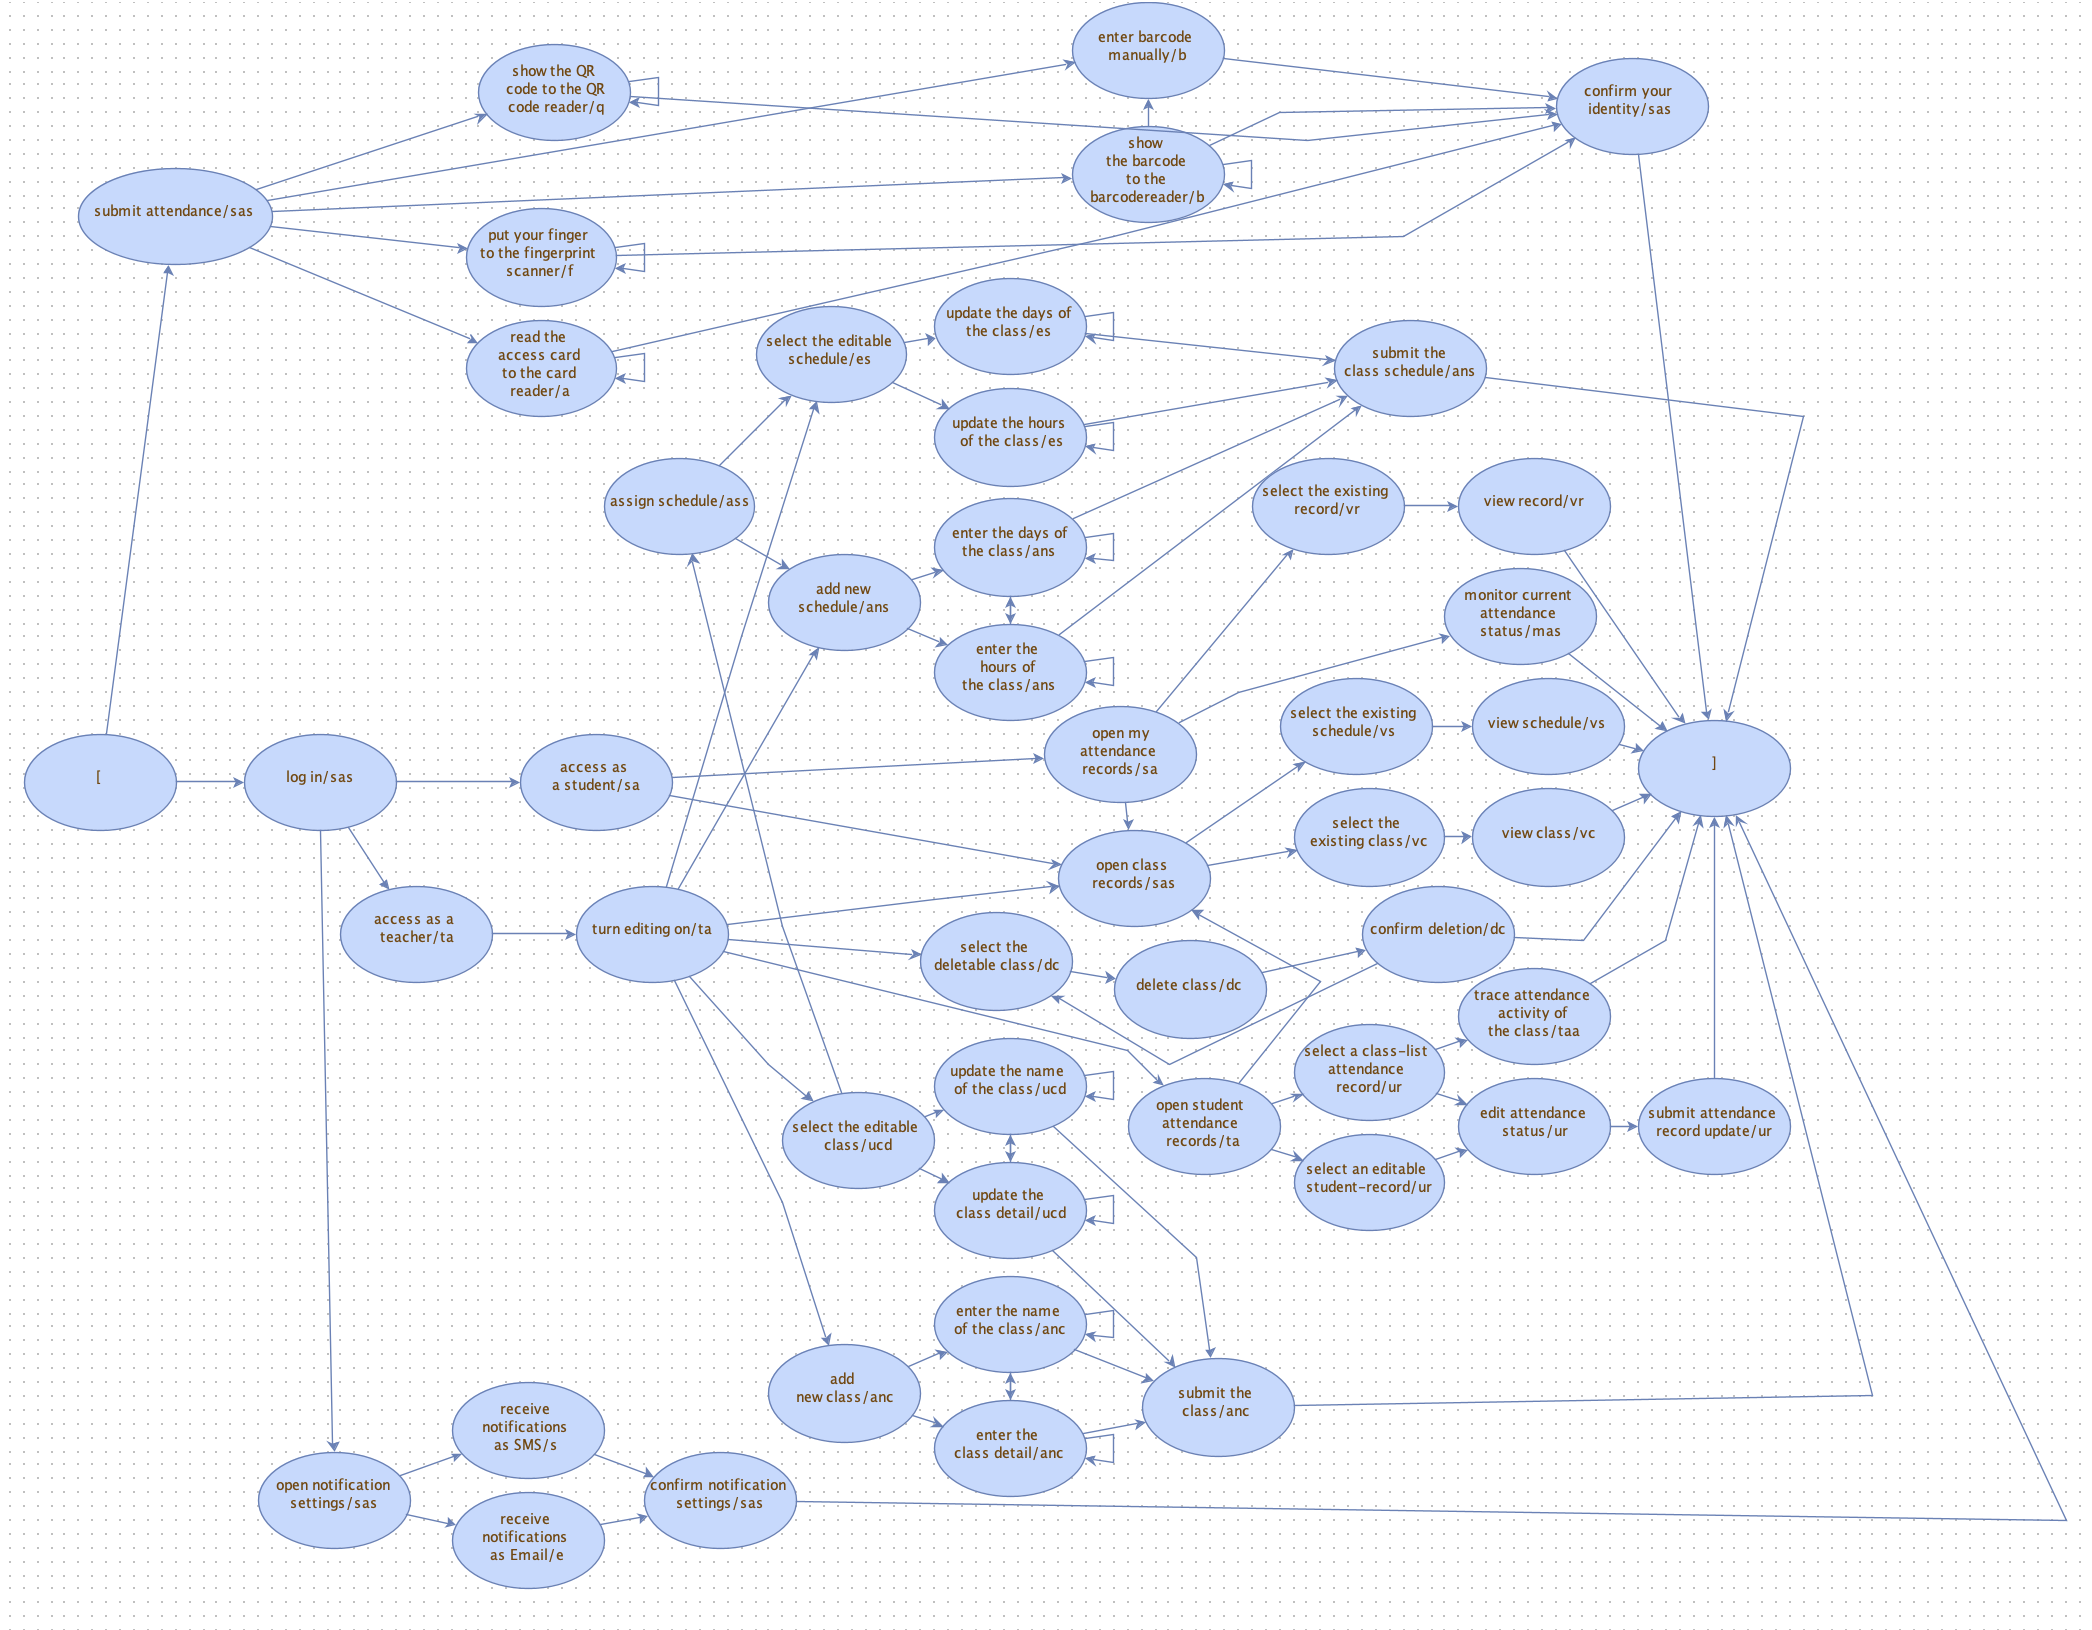 enter barcode
manually/b
show the QR
code to the QR
code reader/q
confirm your
identity/sas
show
the barcode
to the
barcodereader/b
submit attendance/sas
put your finger
to the fingerprint
scanner/f
read the
access card
to the card
reader/a
select the editable
schedule/es
update the days of
the class/es
submit the
class schedule/ans
update the hours
of the class/es
assign schedule/ass
select the existing
record/vr
view record/vr
enter the days of
the class/ans
add new
schedule/ans
monitor current
attendance
status/mas
enter the
hours of
the class/ans
select the existing
schedule/vs
view schedule/vs
open my
attendance
records/sa
[
log in/sas
access as
a student/sa
]
select the
existing class/vc
view class/vc
open class
records/sas
access as a
teacher/ta
turn editing on/ta
confirm deletion/dc
select the
deletable class/dc
delete class/dc
trace attendance
activity of
the class/taa
select a class-list
attendance
record/ur
update the name
of the class/ucd
open student
attendance
records/ta
edit attendance
status/ur
submit attendance
record update/ur
select the editable
class/ucd
select an editable
student-record/ur
update the
class detail/ucd
enter the name
of the class/anc
add
new class/anc
submit the
class/anc
receive
notifications
as SMS/s
enter the
class detail/anc
open notification
settings/sas
confirm notification
settings/sas
receive
notifications
as Email/e